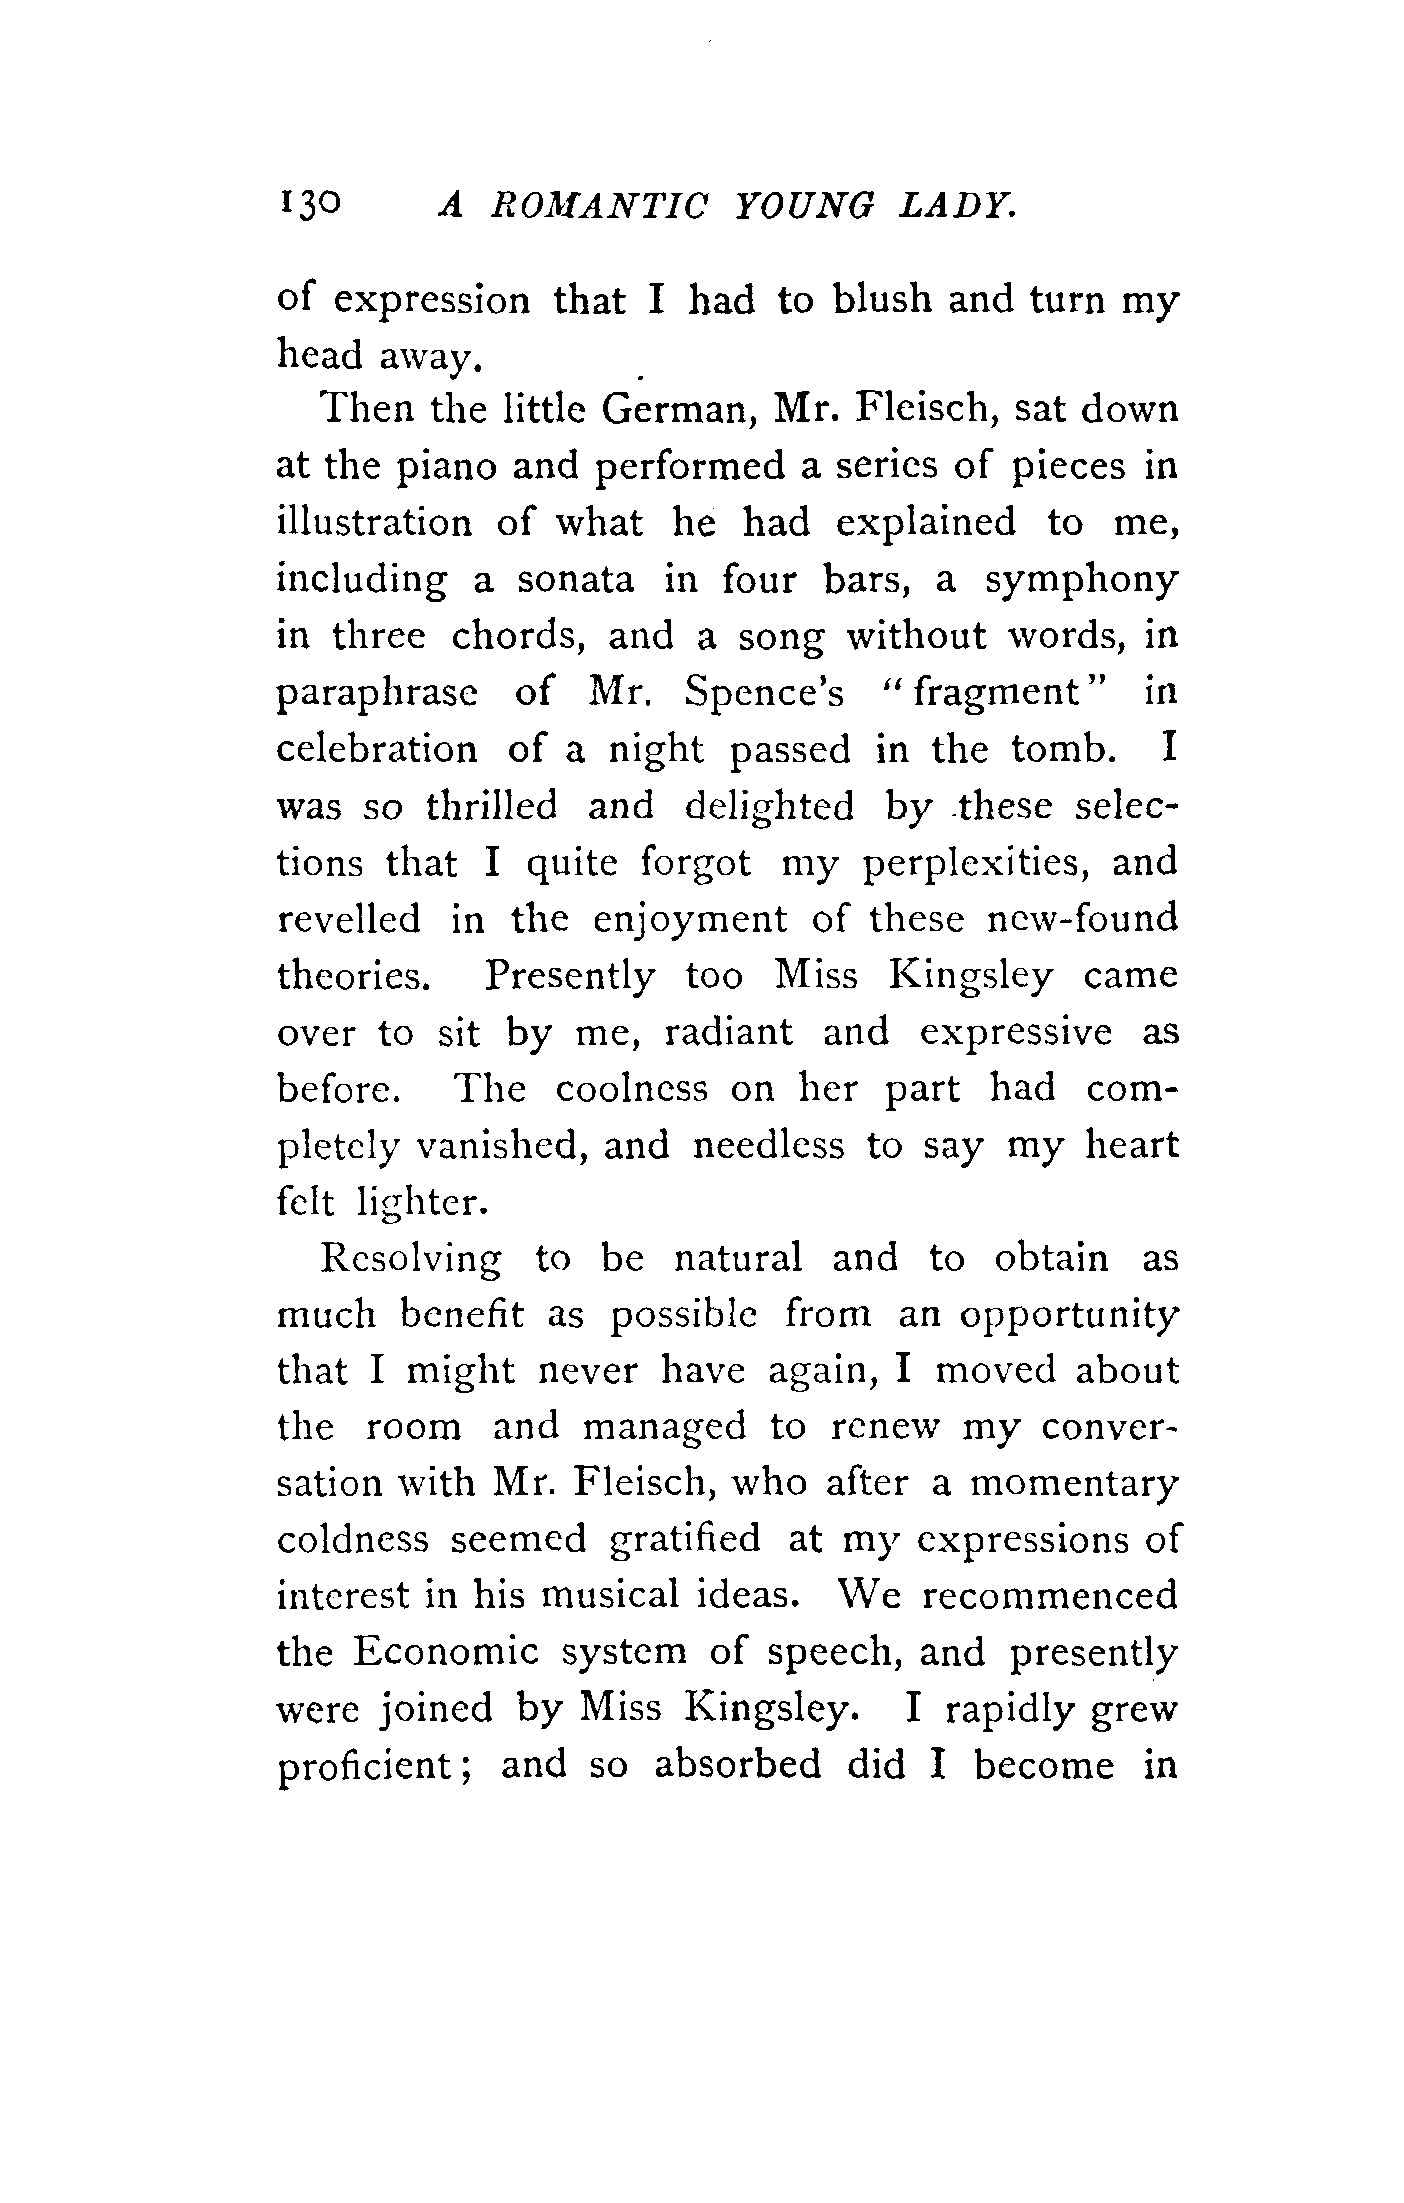 130 A ROMANTIC YOUNG LADY.
of expression that I had to blush and turn my
head away.
Then the little German, Mr. Fleisch, sat down
at the piano and performed a series of pieces in
illustration of what he had explained to me,
including a sonata in four bars, a symphony
in three chords, and a song without words, in
paraphrase of Mr. Spence's "fragment" in
celebration of a night passed in the tomb. I
was so thrilled and delighted by these selec-
tions that I quite forgot my perplexities, and
revelled in the enjoyment of these new-found
theories. Presently too Miss Kingsley came
over to sit by me, radiant and expressive as
before. The coolness on her part had com-
pletely vanished, and needless to say my heart
felt lighter.
Resolving to be natural and to obtain as
much benefit as possible from an opportunity
that I might never have again, I moved about
the room and managed to renew my conver-
sation with Mr. Fleisch, who after a momentary
coldness seemed gratified at my expressions of
interest in his musical ideas. We recommenced
the Economic system of speech, and presently
were joined by Miss Kingsley. I rapidly grew
proficient; and so absorbed did I become in